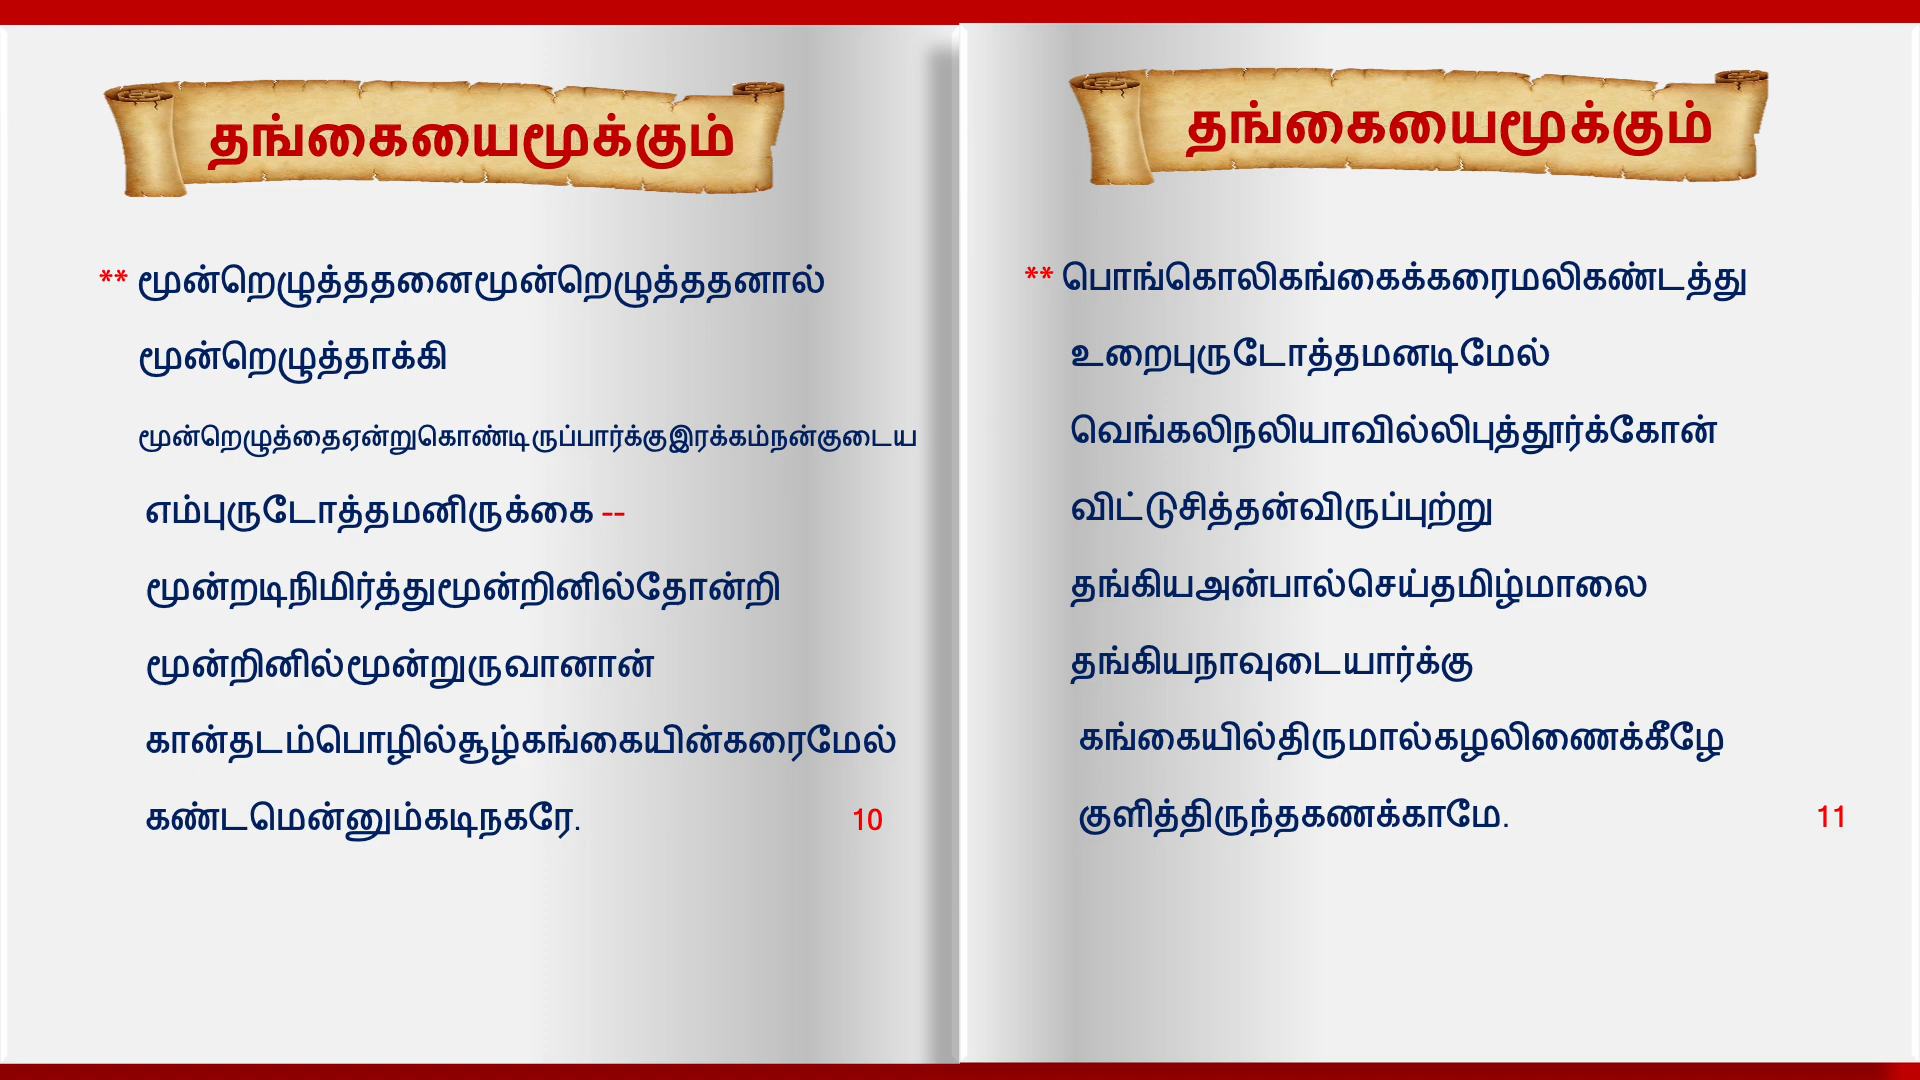 தங்கையைமூக்கும்
** மூன்றெழுத்ததனைமூன்றெழுத்ததனால்
மூன்றெழுத்தாக்கி
மூன்றெழுத்தைஏன்றுகொண்டிருப்பார்க்குஇரக்கம்நன்குடைய
எம்புருடோத்தமனிருக்கை --
மூன்றடிநிமிர்த்துமூன்றினில்தோன்றி
மூன்றினில்மூன்றுருவானான்
கான்தடம்பொழில்சூழ்கங்கையின்கரைமேல்
கண்டமென்னும்கடிநகரே. 10
தங்கையைமூக்கும்
** பொங்கொலிகங்கைக்கரைமலிகண்டத்து
உறைபுருடோத்தமனடிமேல்
வெங்கலிநலியாவில்லிபுத்தூர்க்கோன்
விட்டுசித்தன்விருப்புற்று
தங்கியஅன்பால்செய்தமிழ்மாலை
தங்கியநாவுடையார்க்கு
கங்கையில்திருமால்கழலிணைக்கீழே
குளித்திருந்தகணக்காமே. 11